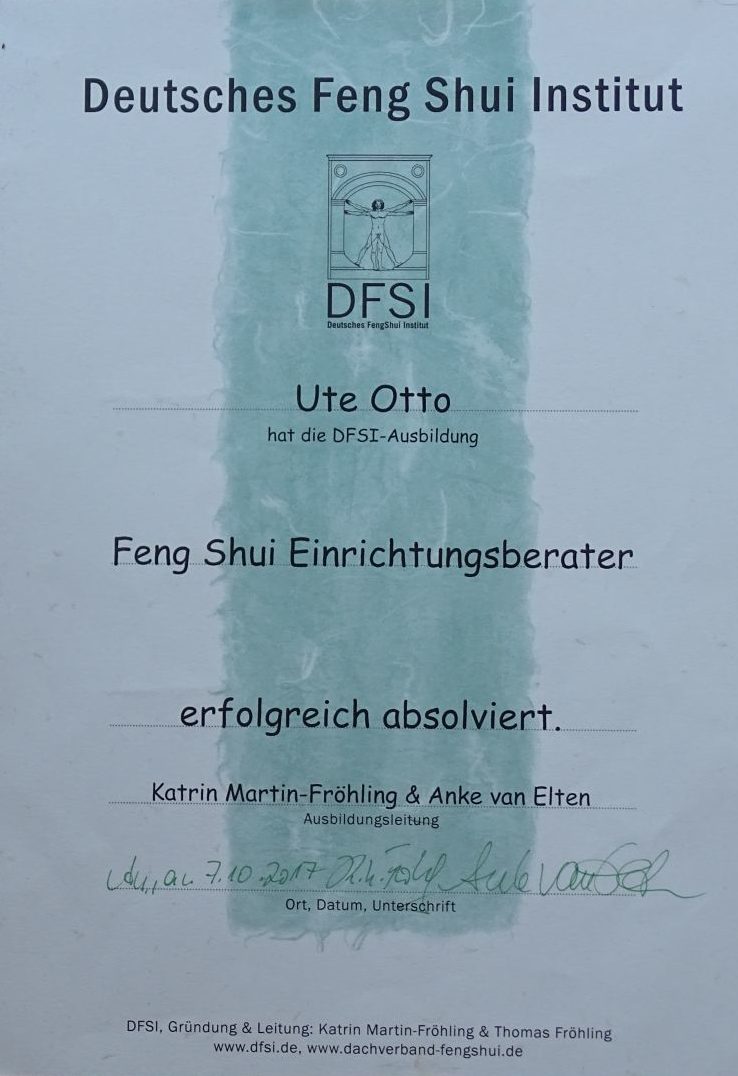 Deutsches Feng Shui Institut
DFSI
Deutsches FengShui Institut
Ute Otto
hat die DFSI-Ausbildung
Feng Shui Einrichtungsberater
erfolgreich absolviert.
Katrin Martin-Fröhling & Anke van Elten
Ausbildungsleitung
7.10.2017
Ort, Datum, Unterschrift
DFSI, Gründung & Leitung: Katrin Martin-Fröhling & Thomas Fröhling
www.dfsi.de, www.dachverband-fengshui.de